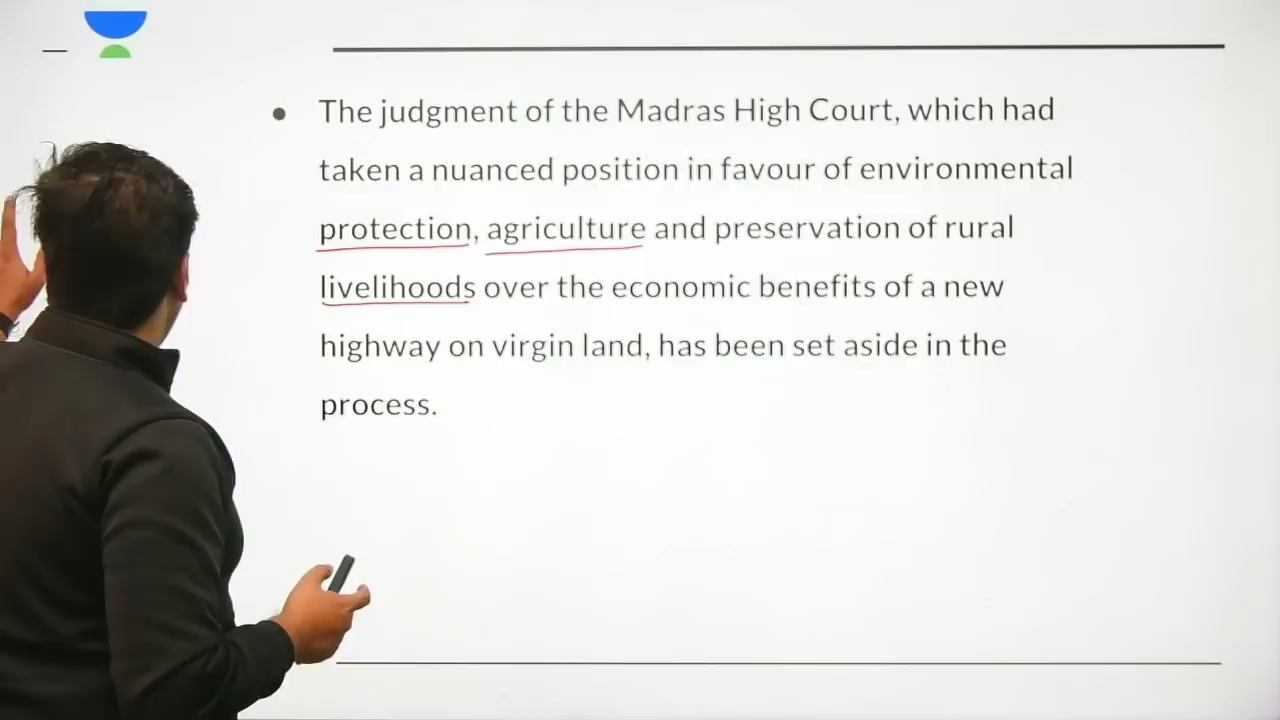 The judgment of the Madras High Court, which had
taken a nuanced position in favour of environmental
protection, agriculture and preservation of rural
livelihoods over the economic benefits of a new
highway on virgin land, has been set aside in the
process.